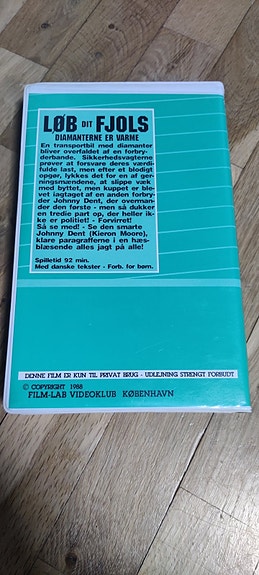 LØB DIT FJOLS
DIAMANTERNE ER VARME
En transportbil med diamanter
bliver overfaldet af en forbry-
derbande. Sikkerhedsvagterne
prøver at forsvare deres værdi-
fulde last, men efter et blodigt
opgør, lykkes det for en af ger-
ningsmændene, at slippe væk
med byttet, men kuppet er ble-
vet iagtaget af en anden forbry-
der Johnny Dent, der overman-
der den første - men så dukker
en tredie part op, der heller ik-
ke er politiet! - Forvirret!
Så se med! - Se den smarte
Johnny Dent (Kieron Moore),
klare paragrafferne i en hæs-
blæsende alles jagt på alle!
Spilletid 92 min.
Med danske tekster - Forb. for børn.
DENNE FILM ER KUN TIL PRIVAT BRUG - UDLEJNING STRENGT FORBUDT
© COPYRIGHT 1988
FILM-LAB VIDEOKLUB KØBENHAVN